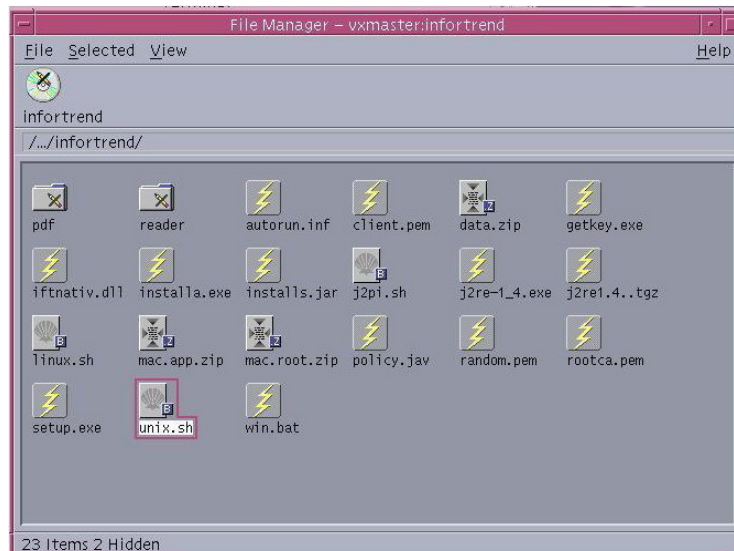 File Manager – vxmaster:infortrend
File Selected View Help
infortrend
/.../infortrend/
pdf reader autorun.inf client.pem data.zip getkey.exe
iftnativ.dll installa.exe installs.jar j2pi.sh j2re-1_4.exe j2re1.4..tgz
linux.sh mac.app.zip mac.root.zip policy.jav random.pem rootca.pem
setup.exe unix.sh win.bat
23 Items 2 Hidden